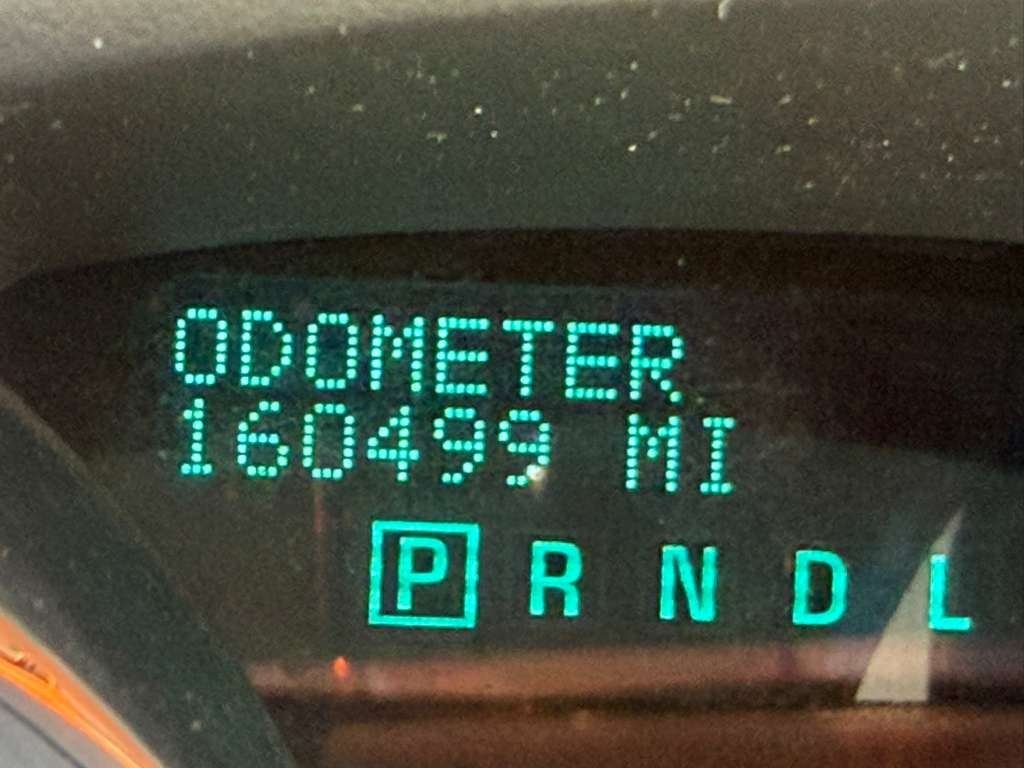 ODOMETER
160499 MI
P R N D L